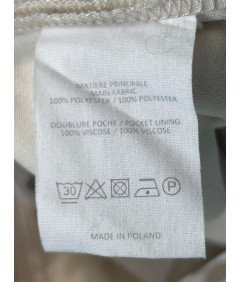 MATIÈRE PRINCIPALE
MAIN FABRIC
100% POLYESTER / 100% POLYESTER
DOUBLURE POCHE / POCKET LINING
100% VISCOSE / 100% VISCOSE
30 P
MADE IN POLAND